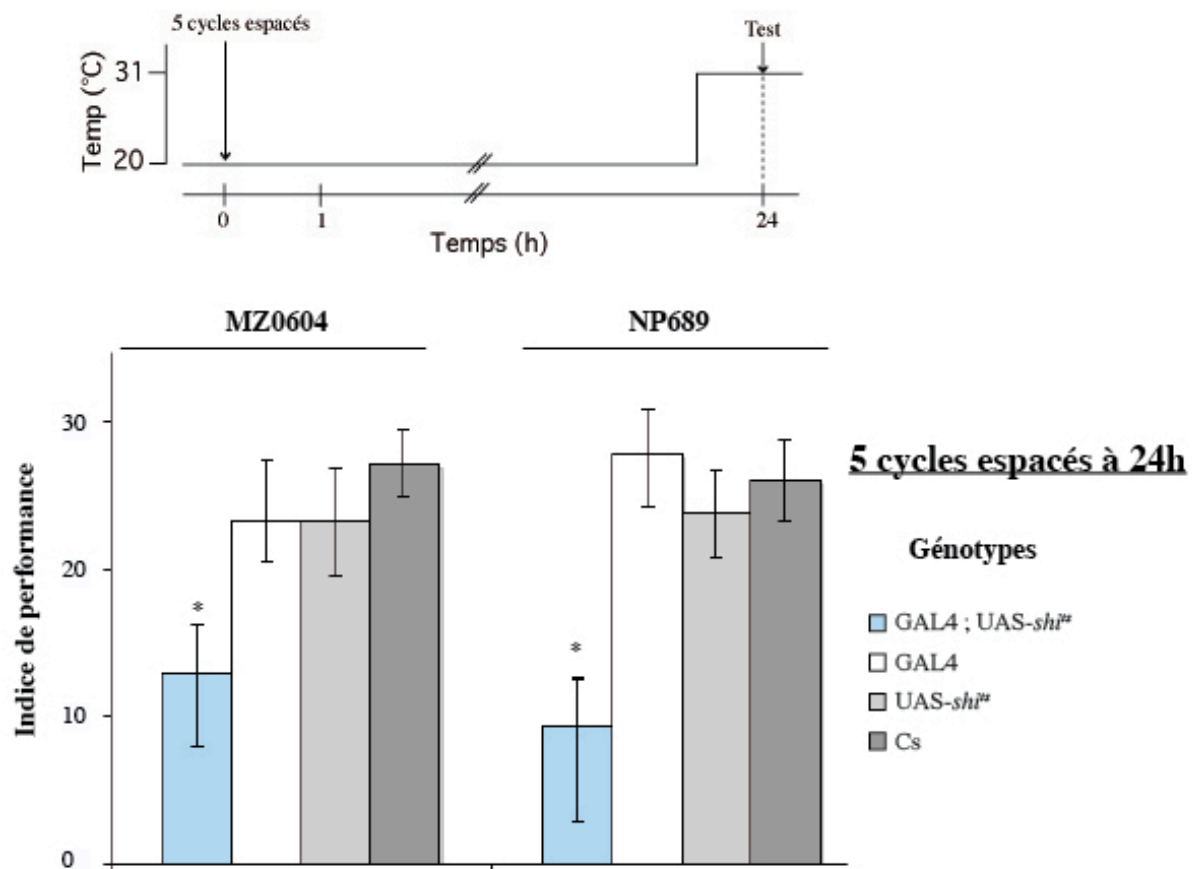 5 cycles espacés
Test
Temp (°C)
31
20
0
1
24
Temps (h)
MZ0604
NP689
Indice de performance
30
20
10
0
*
*
5 cycles espacés à 24h
Génotypes
GAL4 ; UAS-shits
GAL4
UAS-shits
Cs